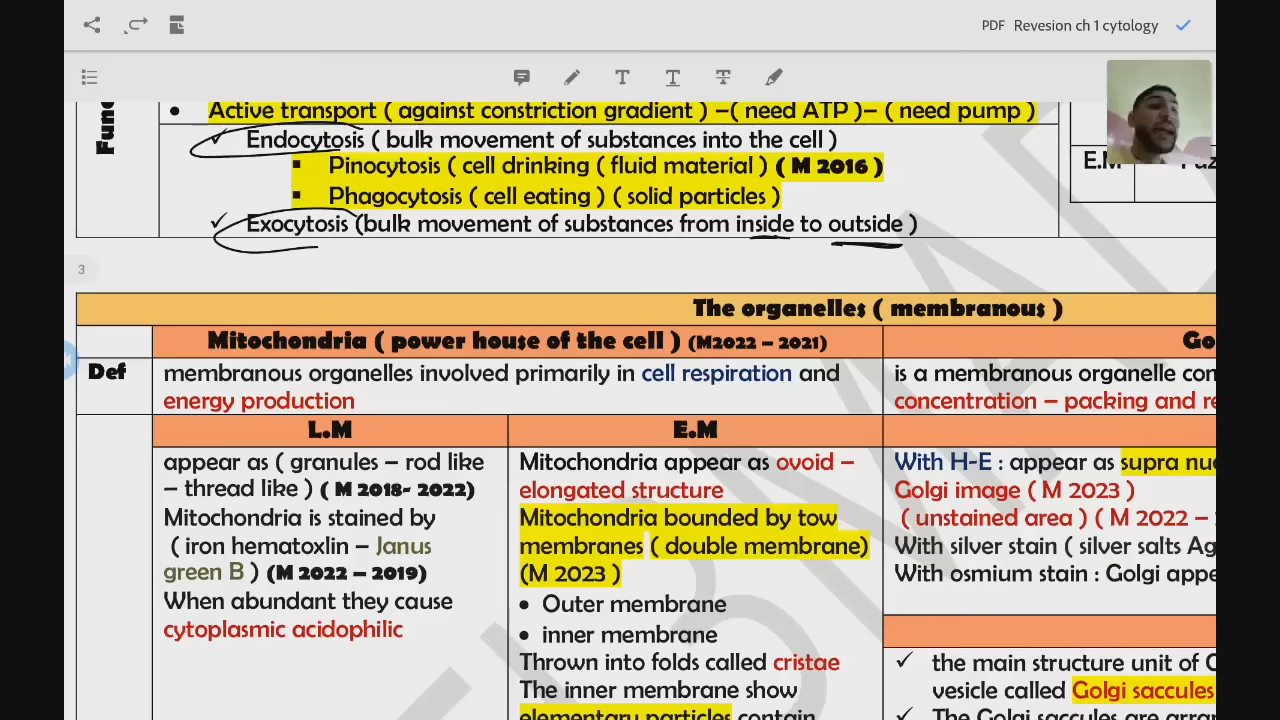 PDF Revesion ch 1 cytology
Func
• Active transport ( against constriction gradient ) –( need ATP )– ( need pump )
✓ Endocytosis ( bulk movement of substances into the cell )
▪ Pinocytosis ( cell drinking ( fluid material ) ( M 2016 )
▪ Phagocytosis ( cell eating ) ( solid particles )
✓ Exocytosis (bulk movement of substances from inside to outside )
E.M
3
The organelles ( membranous )
Mitochondria ( power house of the cell ) (M2022 – 2021)
Go
Def
membranous organelles involved primarily in cell respiration and
energy production
is a membranous organelle con
concentration – packing and re
L.M
E.M
appear as ( granules – rod like
– thread like ) ( M 2018- 2022)
Mitochondria is stained by
( iron hematoxlin – Janus
green B ) (M 2022 – 2019)
When abundant they cause
cytoplasmic acidophilic
Mitochondria appear as ovoid –
elongated structure
Mitochondria bounded by tow
membranes ( double membrane)
(M 2023 )
• Outer membrane
• inner membrane
Thrown into folds called cristae
The inner membrane show
elementary particles contain
With H-E : appear as supra nu
Golgi image ( M 2023 )
( unstained area ) ( M 2022 –
With silver stain ( silver salts Ag
With osmium stain : Golgi appe
✓ the main structure unit of
vesicle called Golgi saccules
✓ The Golgi saccules are arran